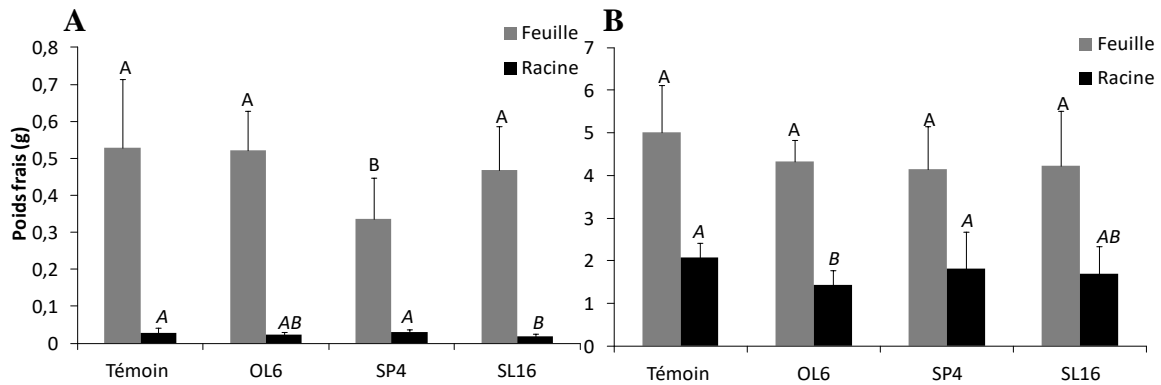 A
Feuille
Racine
Poids frais (g)
0,8
0,7
0,6
0,5
0,4
0,3
0,2
0,1
0
A
A
B
A
A
AB
A
B
Témoin OL6 SP4 SL16
B
Feuille
Racine
7
6
5
4
3
2
1
0
A
A
A
A
A
B
A
AB
Témoin OL6 SP4 SL16